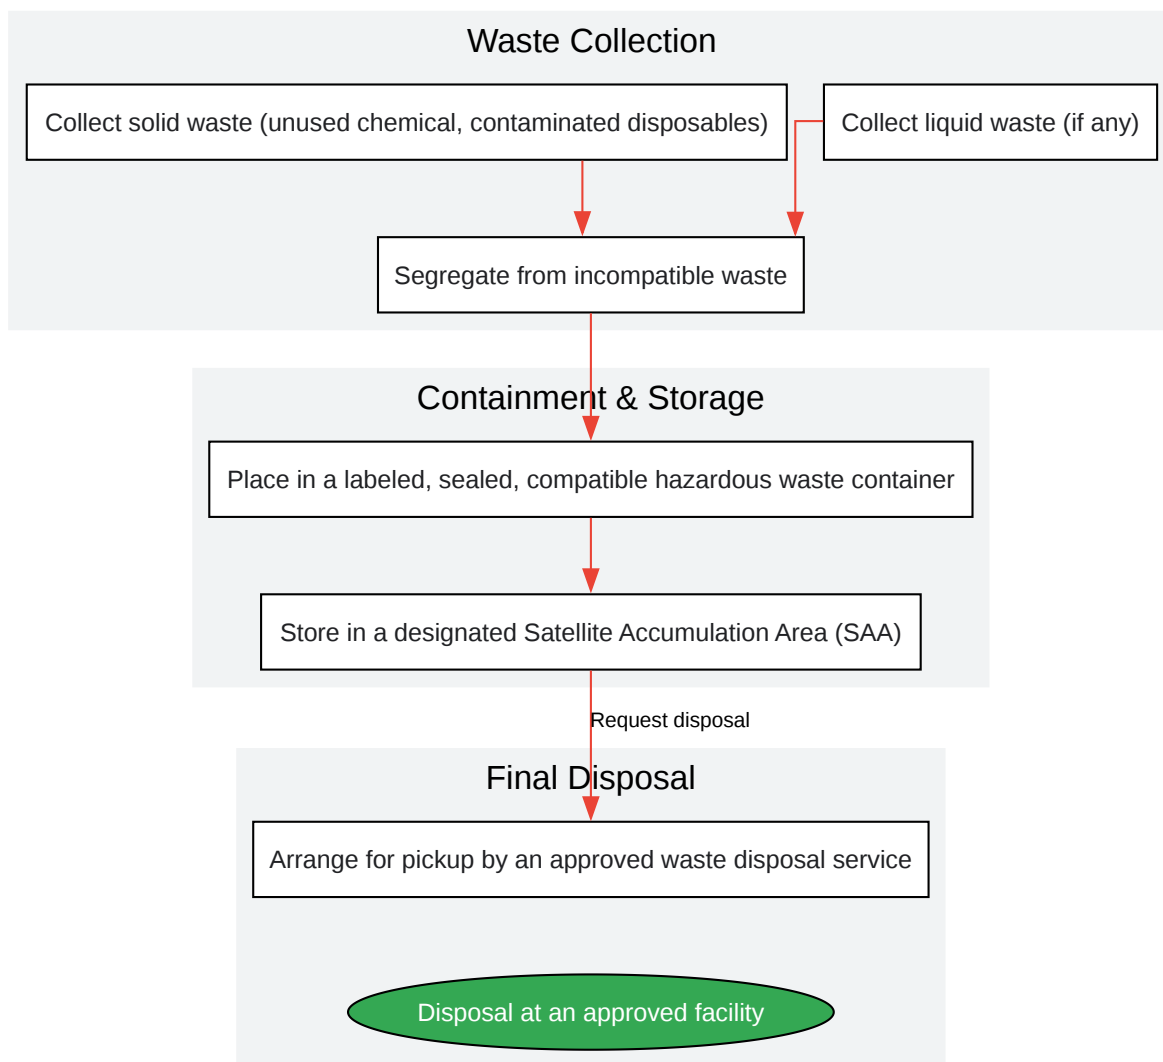 Waste Collection
Collect solid waste (unused chemical, contaminated disposables)
Collect liquid waste (if any)
Segregate from incompatible waste
Containment & Storage
Place in a labeled, sealed, compatible hazardous waste container
Store in a designated Satellite Accumulation Area (SAA)
Request disposal
Final Disposal
Arrange for pickup by an approved waste disposal service
Disposal at an approved facility